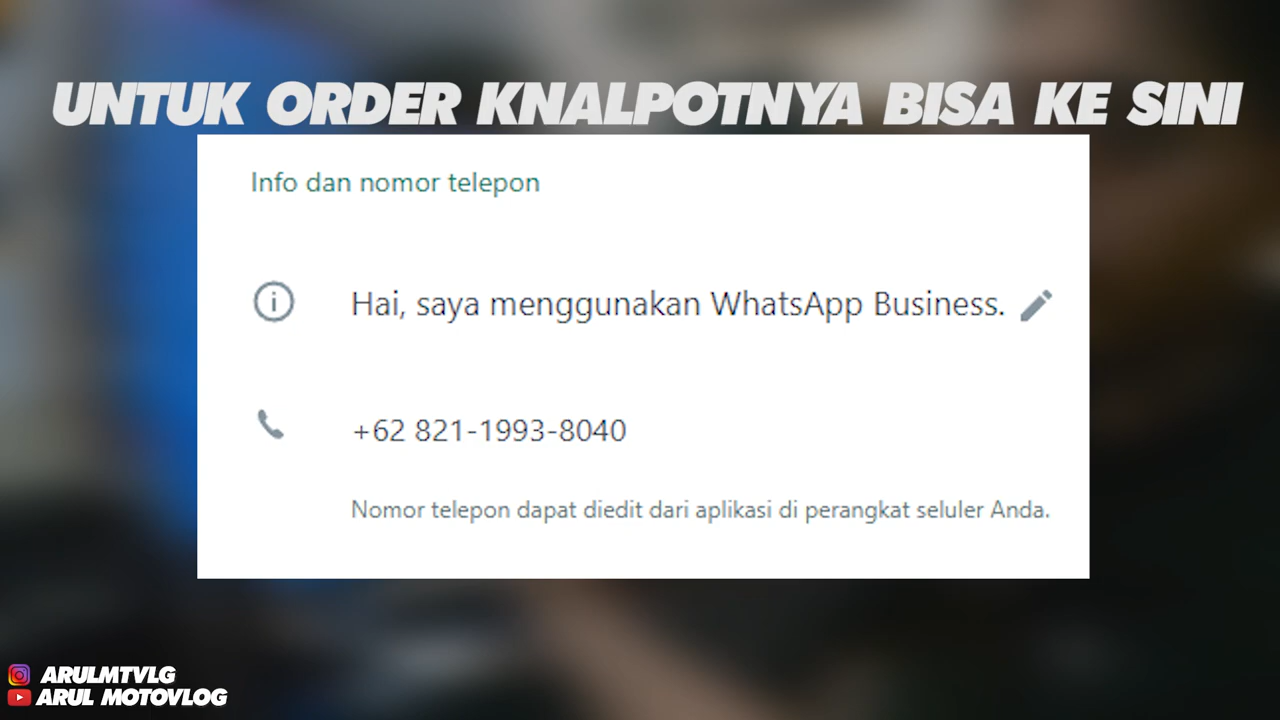 UNTUK ORDER KNALPOTNYA BISA KE SINI
Info dan nomor telepon
Hai, saya menggunakan WhatsApp Business.
+62 821-1993-8040
Nomor telepon dapat diedit dari aplikasi di perangkat seluler Anda.
ARULMTVLG
ARUL MOTOVLOG